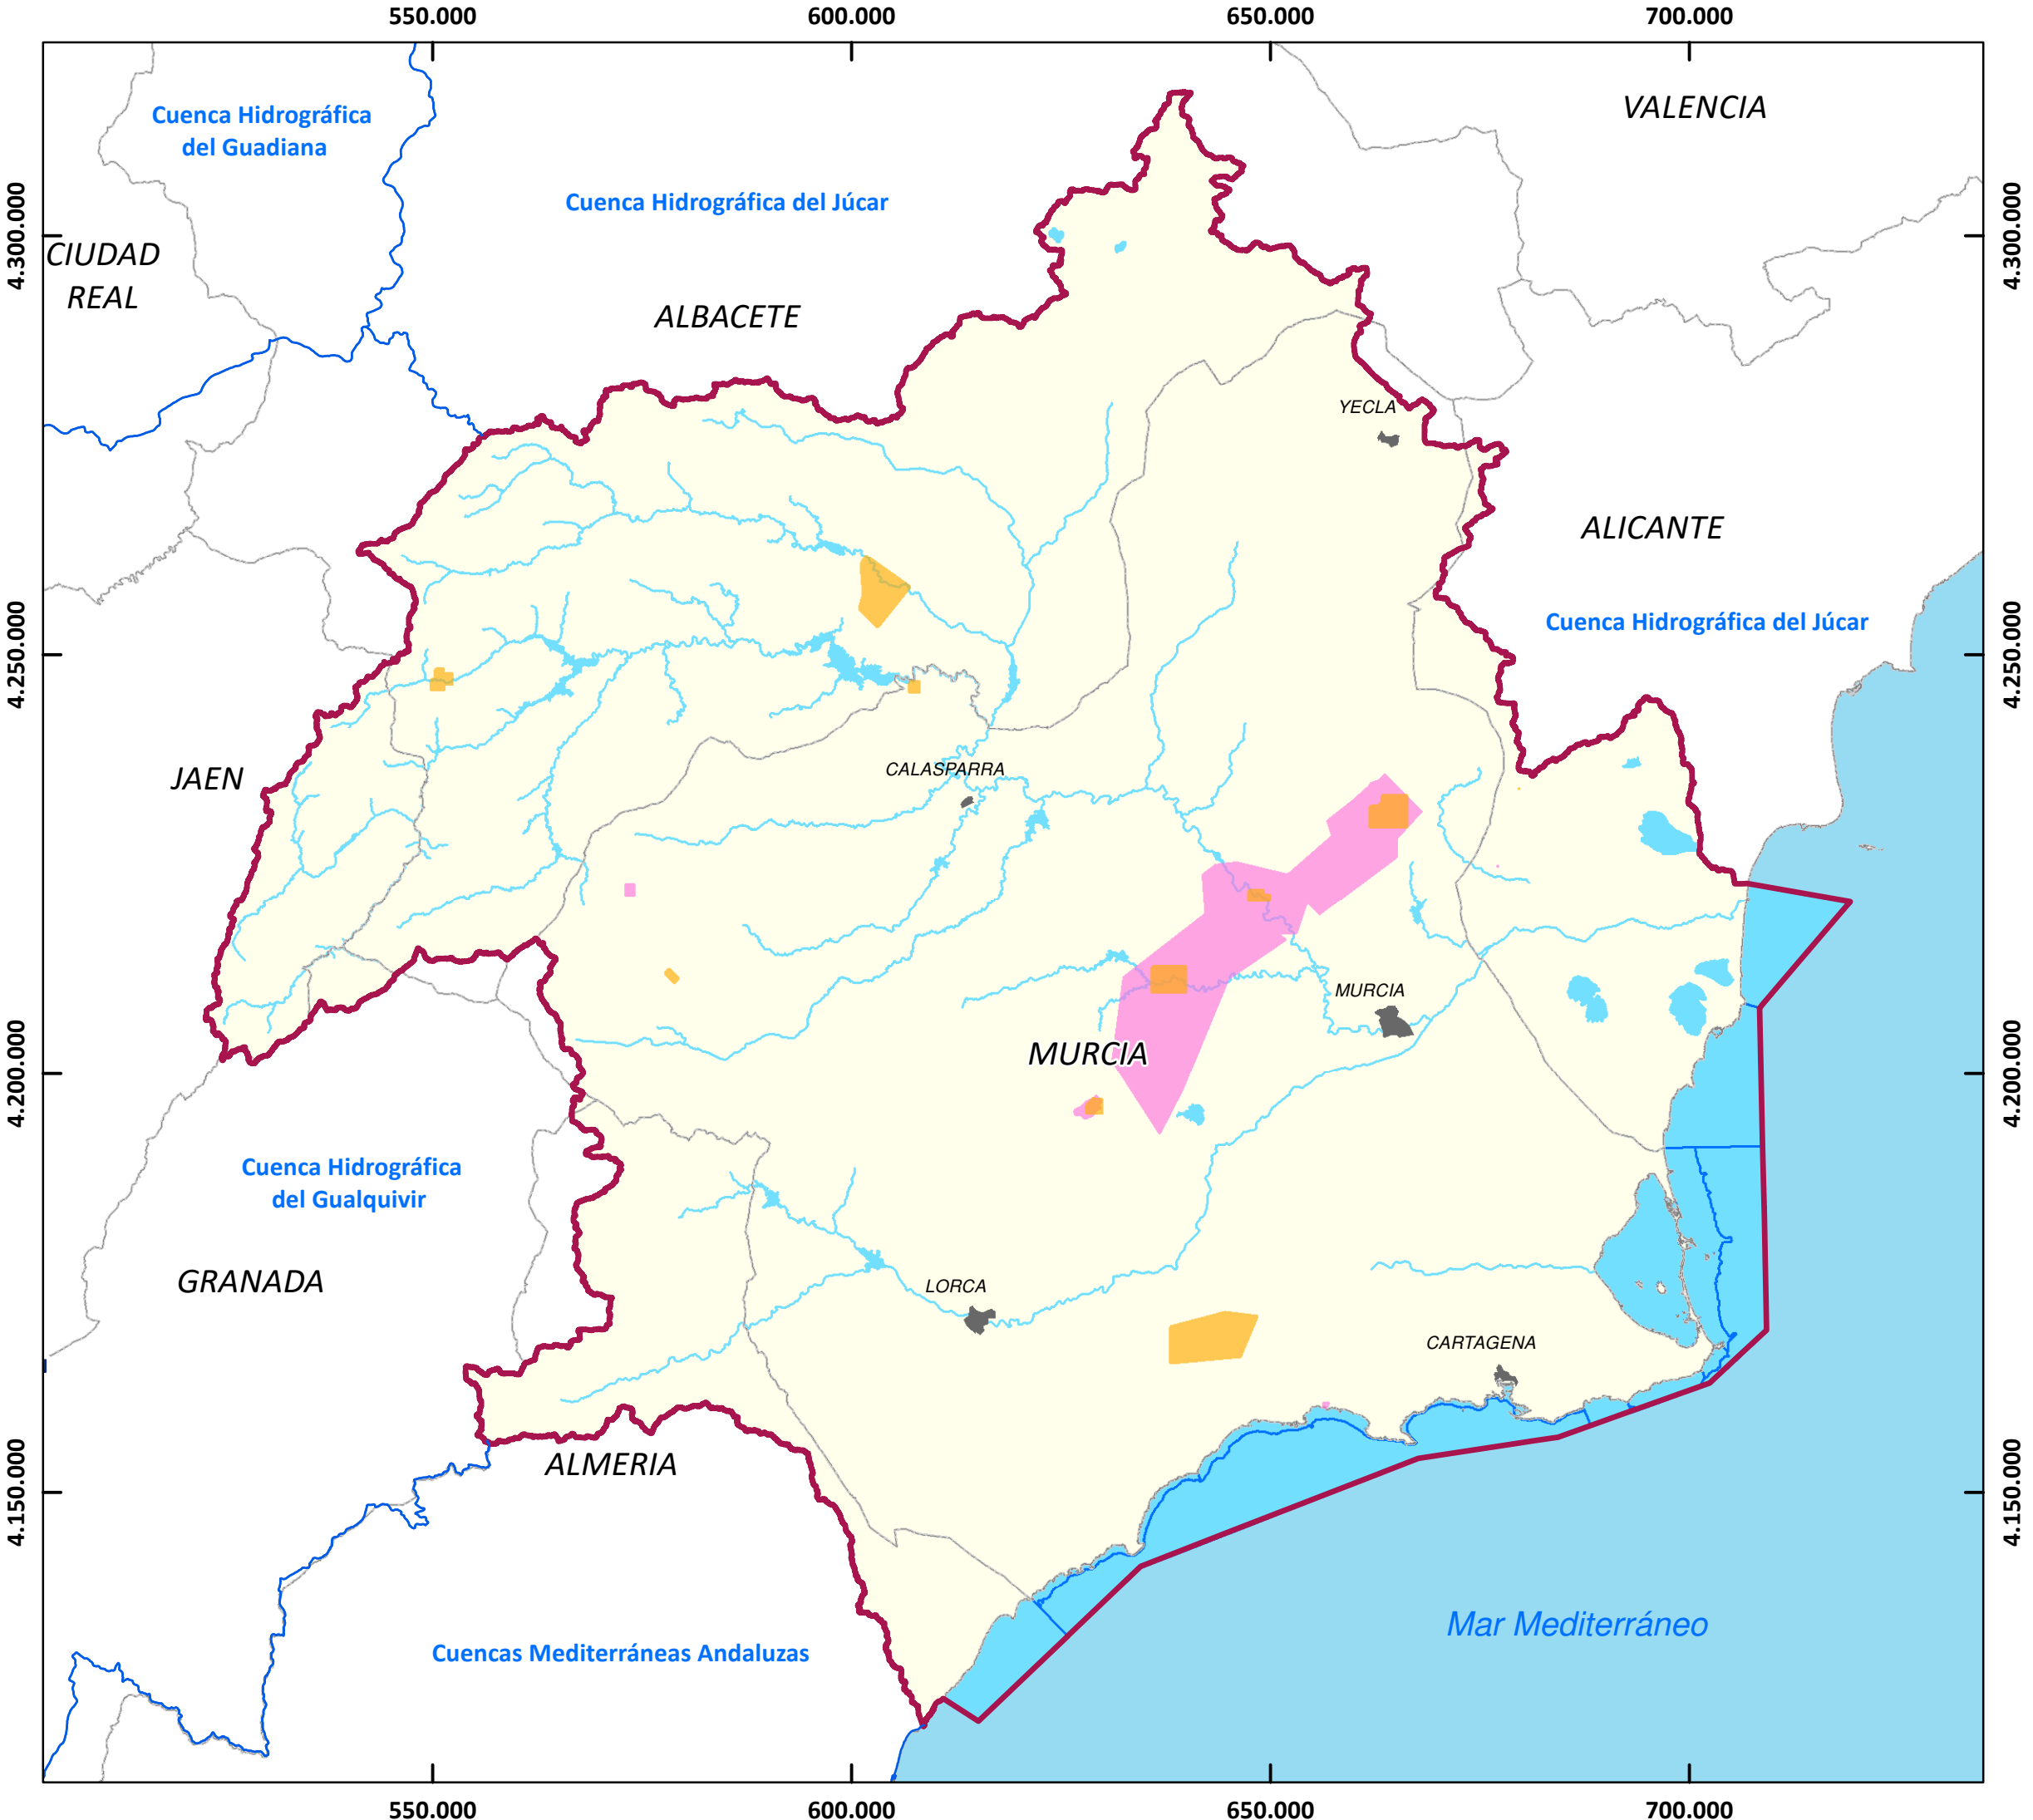 550.000
600.000
650.000
700.000
VALENCIA
Cuenca Hidrográfica
del Guadiana
Cuenca Hidrográfica del Júcar
4.300.000
4.300.000
CIUDAD
REAL
ALBACETE
YECLA
ALICANTE
Cuenca Hidrográfica del Júcar
4.250.000
4.250.000
JAEN
CALASPARRA
MURCIA
MURCIA
4.200.000
4.200.000
Cuenca Hidrográfica
del Gualquivir
GRANADA
LORCA
CARTAGENA
ALMERIA
4.150.000
4.150.000
Mar Mediterráneo
Cuencas Mediterráneas Andaluzas
550.000
600.000
650.000
700.000